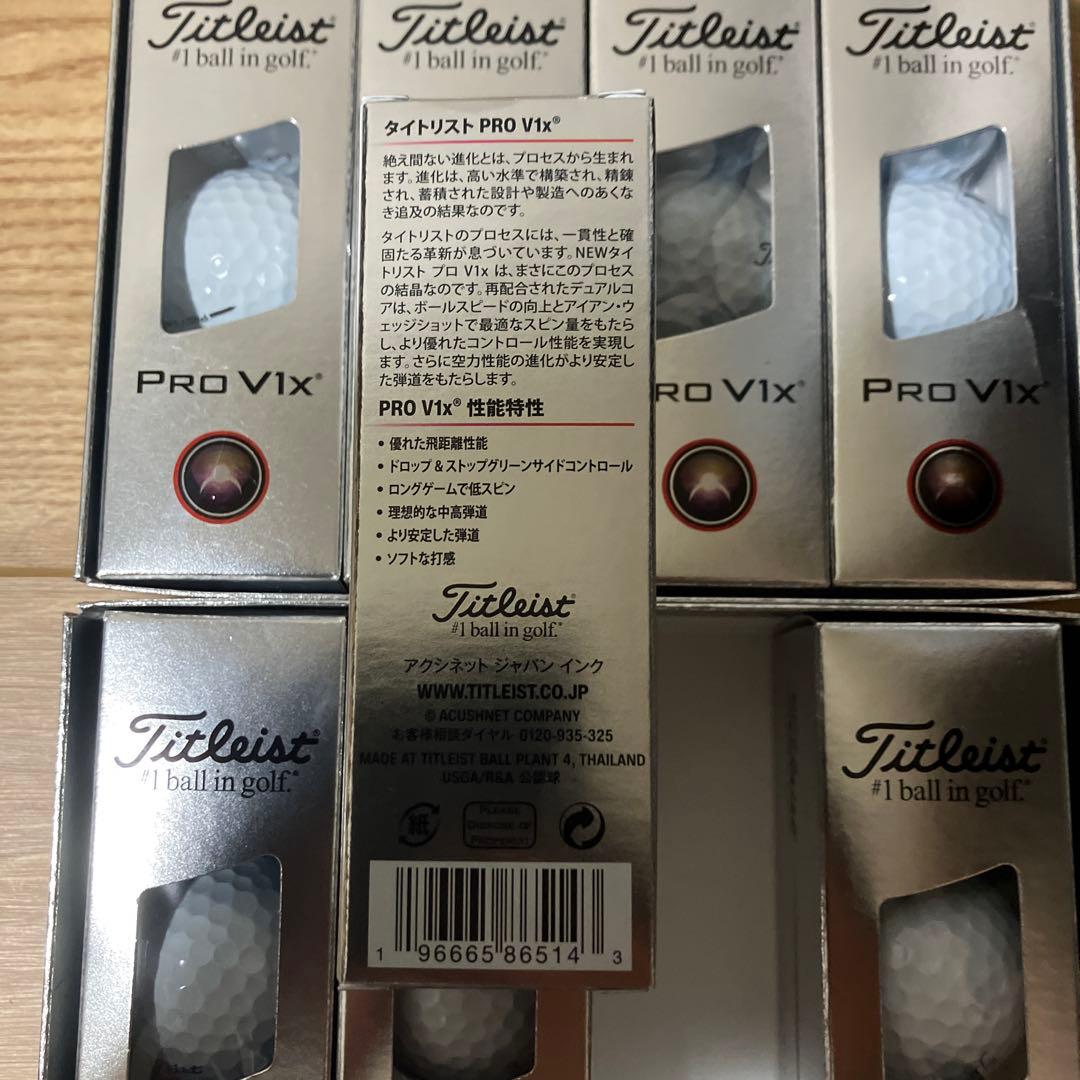 Titleist®
#1 ball in golf.®
Titleist
#1 ball in golf.®
Titleist®
#1 ball in golf.®
Titleist®
#1 ball in golf.®
タイトリスト PRO V1x®
絶え間ない進化とは、プロセスから生まれ
ます。進化は、高い水準で構築され、精錬
され、蓄積された設計や製造へのあくな
き追及の結果なのです。
タイトリストのプロセスには、一貫性と確
固たる革新が息づいています。NEWタイ
トリスト プロ V1x は、まさにこのプロセス
の結晶なのです。再配合されたデュアルコ
アは、ボールスピードの向上とアイアン・ウ
ェッジショットで最適なスピン量をもたら
し、より優れたコントロール性能を実現し
ます。さらに空力性能の進化がより安定し
た弾道をもたらします。
PRO V1x® 性能特性
• 優れた飛距離性能
• ドロップ & ストップグリーンサイドコントロール
• ロングゲームで低スピン
• 理想的な中高弾道
• より安定した弾道
• ソフトな打感
Titleist®
#1 ball in golf.®
アクシネット ジャパン インク
WWW.TITLEIST.CO.JP
© ACUSHNET COMPANY
お客様相談ダイヤル 0120-935-325
MADE AT TITLEIST BALL PLANT 4, THAILAND
USGA/R&A 公認球
紙
PLEASE
DISPOSE OF
PROPERLY
1 96665 86514 3
PRO V1x®
RO V1x®
PRO V1x®
Titleist®
#1 ball in golf.®
Titleist®
#1 ball in golf.®